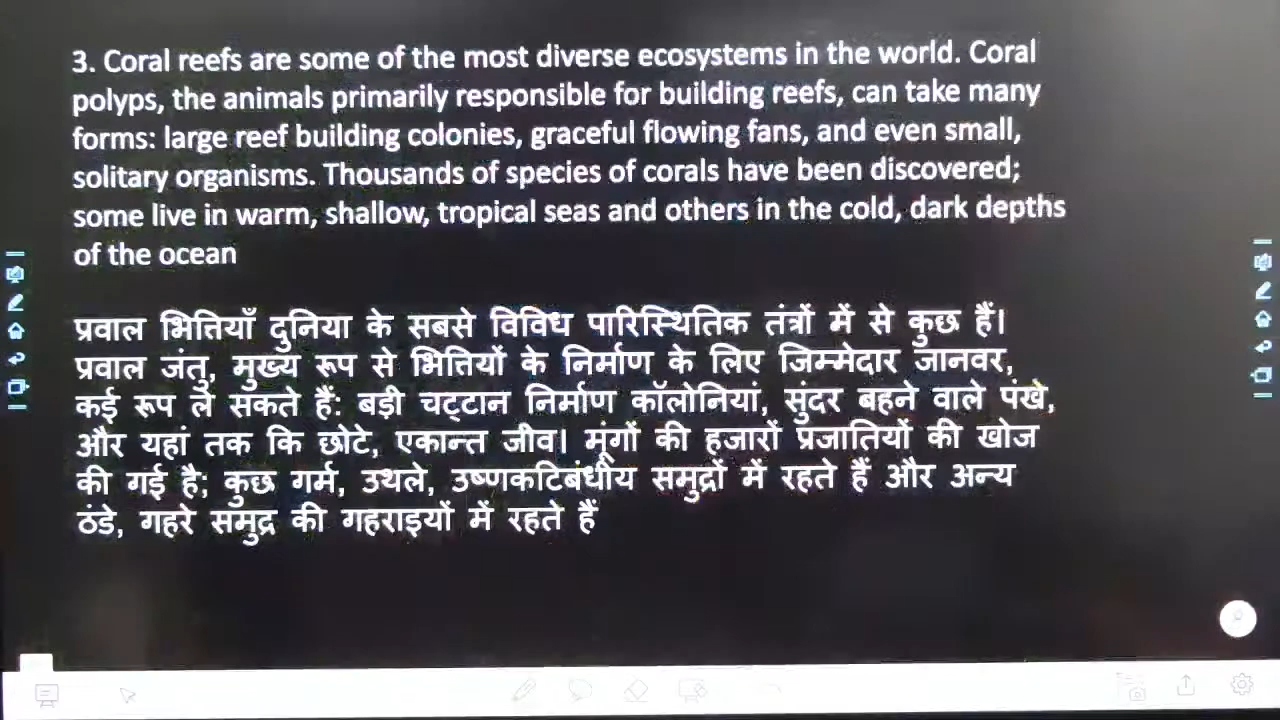 3. Coral reefs are some of the most diverse ecosystems in the world. Coral
polyps, the animals primarily responsible for building reefs, can take many
forms: large reef building colonies, graceful flowing fans, and even small,
solitary organisms. Thousands of species of corals have been discovered;
some live in warm, shallow, tropical seas and others in the cold, dark depths
of the ocean
प्रवाल भित्तियाँ दुनिया के सबसे विविध पारिस्थितिक तंत्रों में से कुछ हैं।
प्रवाल जंतु, मुख्य रूप से भित्तियों के निर्माण के लिए जिम्मेदार जानवर,
कई रूप ले सकते हैं: बड़ी चट्टान निर्माण कॉलोनियां, सुंदर बहने वाले पंखे,
और यहां तक कि छोटे, एकान्त जीव। मूंगों की हजारों प्रजातियों की खोज
की गई है; कुछ गर्म, उथले, उष्णकटिबंधीय समुद्रों में रहते हैं और अन्य
ठंडे, गहरे समुद्र की गहराइयों में रहते हैं